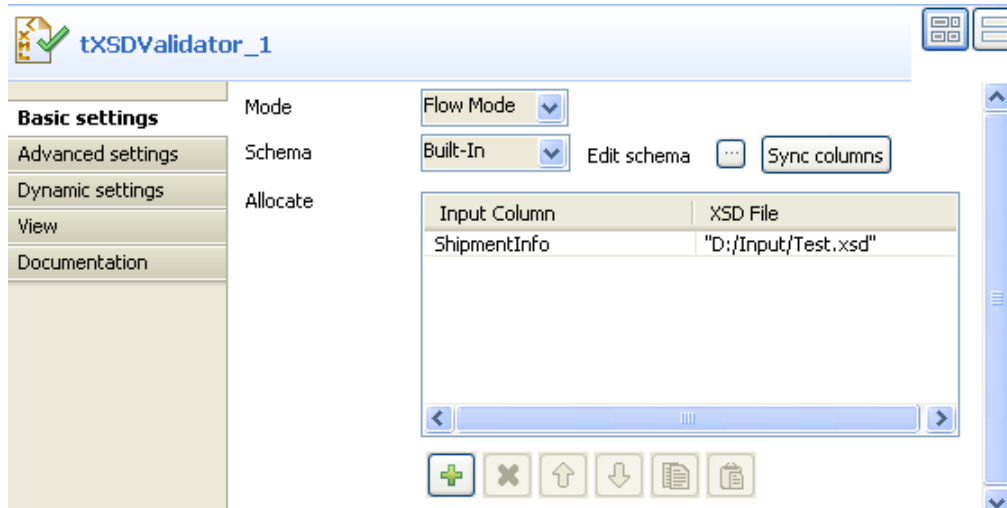 tXSDValidator_1
Basic settings
Advanced settings
Dynamic settings
View
Documentation
Mode
Flow Mode
Schema
Built-In
Edit schema
Sync columns
Allocate
Input Column
XSD File
ShipmentInfo
"D:/Input/Test.xsd"